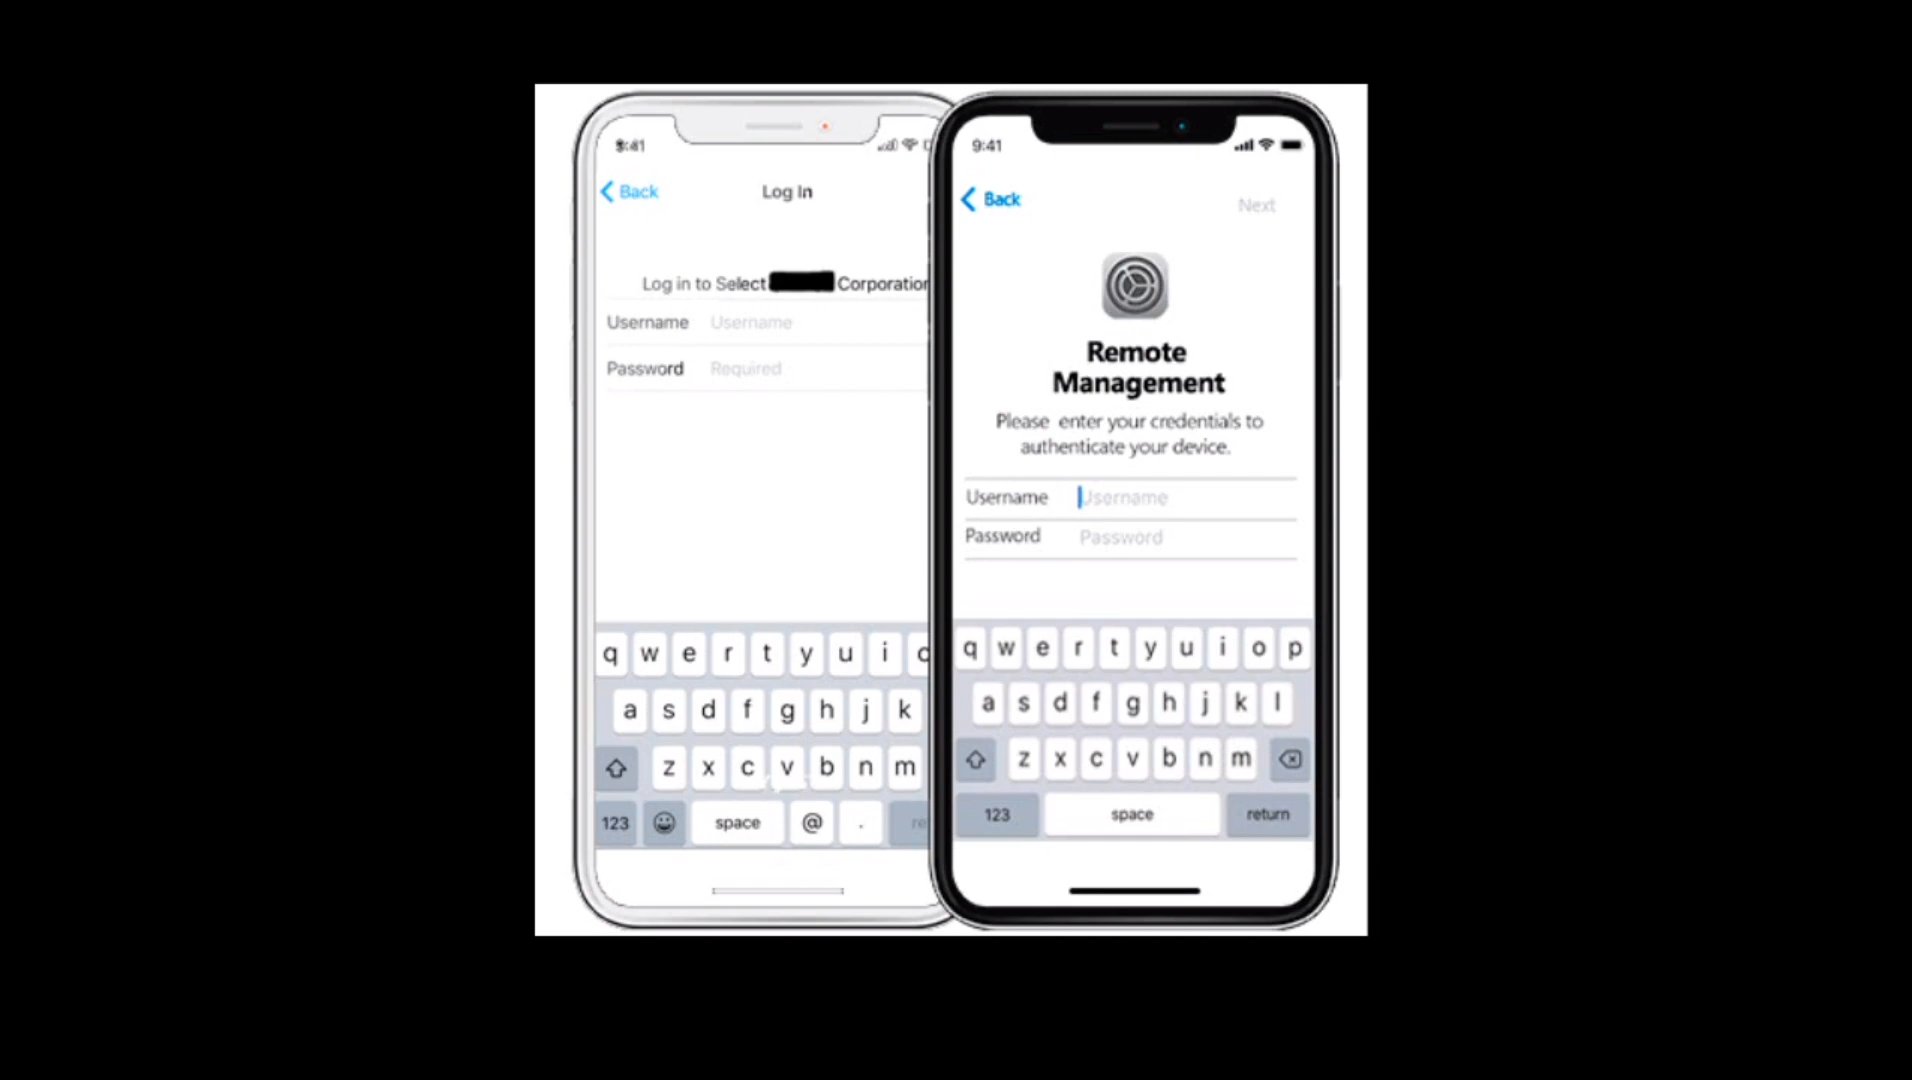 9:41
Back
Log In
Log in to Select Corporation
Username Username
Password Required
q w e r t y u i
a s d f g h j k
z x c v b n m
123 space @ .
9:41
Back
Next
Remote
Management
Please enter your credentials to
authenticate your device.
Username Username
Password Password
q w e r t y u i o p
a s d f g h j k l
z x c v b n m
123 space return